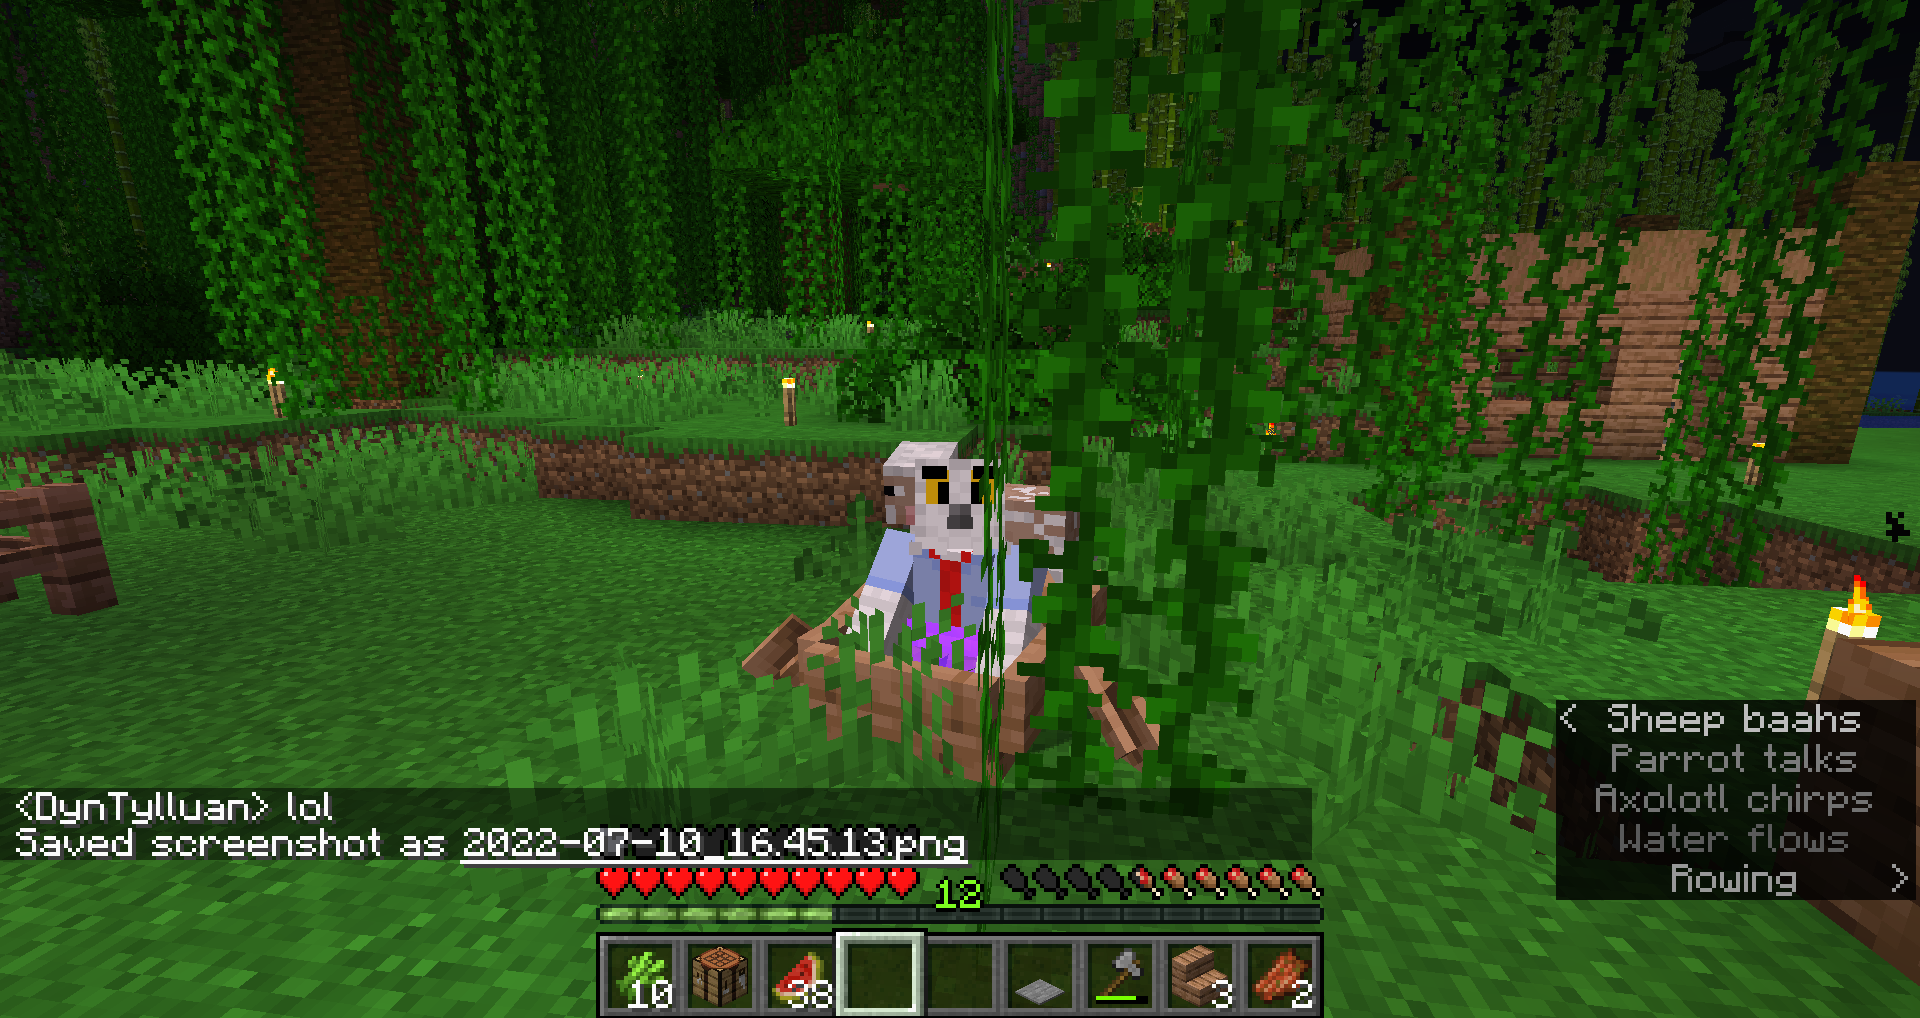 <DynTylluan> lol
Saved screenshot as 2022-07-10_16.45.13.png
< Sheep baahs
Parrot talks
Axolotl chirps
Water flows
Rowing >
12
10
38
3
2